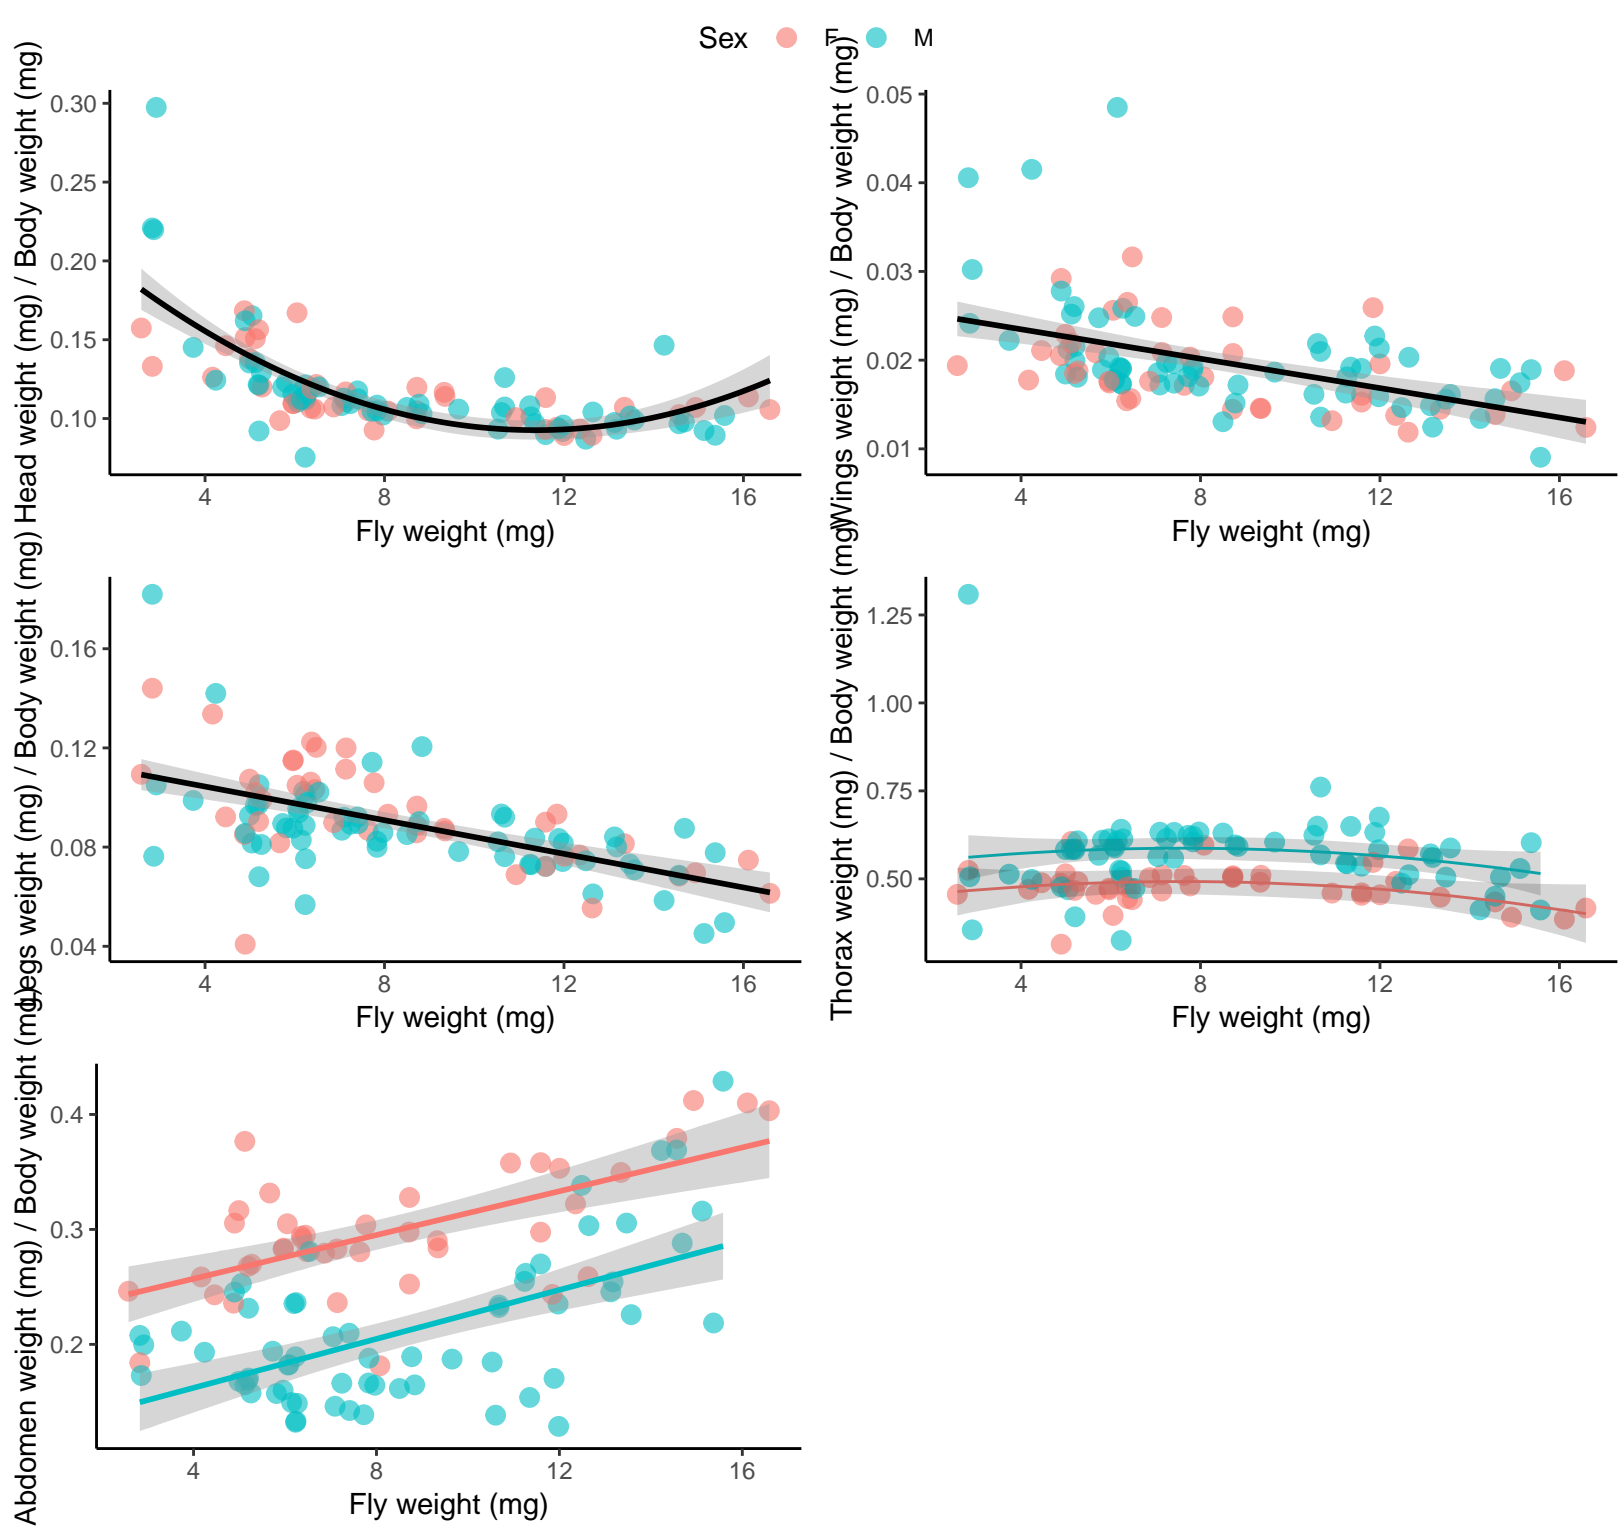 Sex F M
Head weight (mg) / Body weight (mg)
0.30
0.25
0.20
0.15
0.10
4 8 12 16
Fly weight (mg)
Wings weight (mg) / Body weight (mg)
0.05
0.04
0.03
0.02
0.01
4 8 12 16
Fly weight (mg)
Legs weight (mg) / Body weight (mg)
0.16
0.12
0.08
0.04
4 8 12 16
Fly weight (mg)
Thorax weight (mg) / Body weight (mg)
1.25
1.00
0.75
0.50
4 8 12 16
Fly weight (mg)
Abdomen weight (mg) / Body weight (mg)
0.4
0.3
0.2
4 8 12 16
Fly weight (mg)